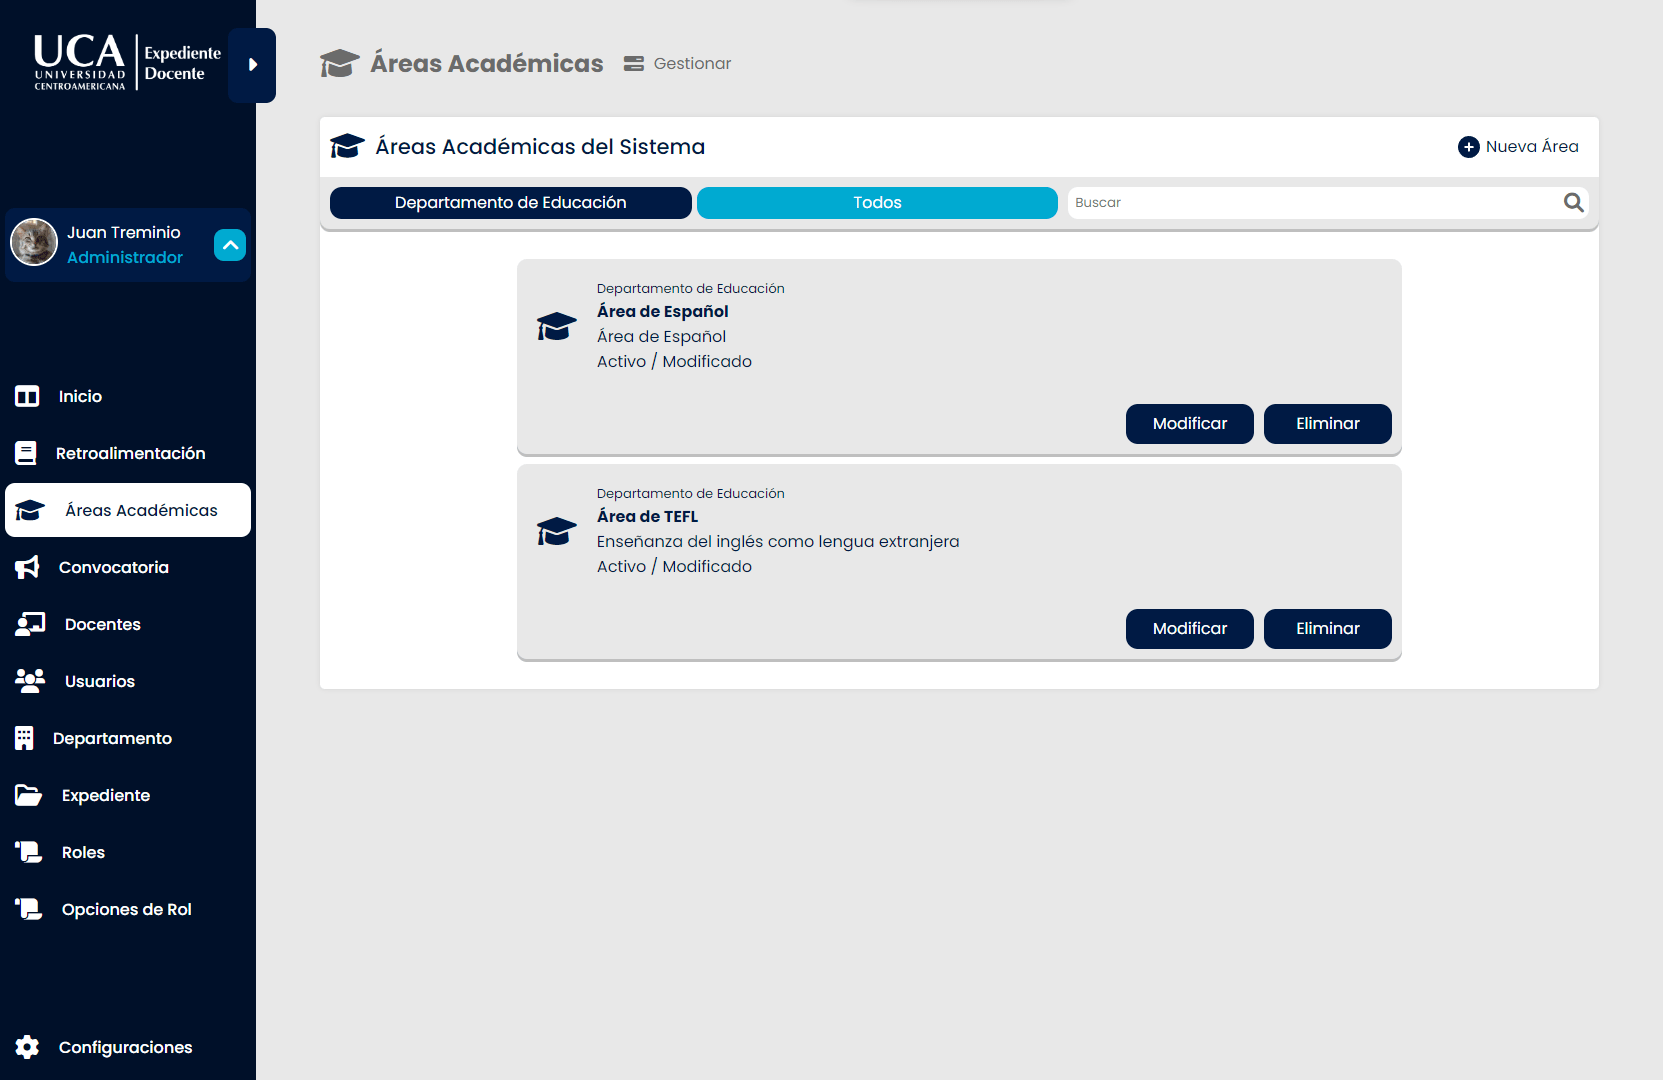 UCA
UNIVERSIDAD
CENTROAMERICANA
Expediente
Docente
Juan Treminio
Administrador
Inicio
Retroalimentación
Áreas Académicas
Convocatoria
Docentes
Usuarios
Departamento
Expediente
Roles
Opciones de Rol
Configuraciones
Áreas Académicas Gestionar
Áreas Académicas del Sistema Nueva Área
Departamento de Educación Todos Buscar
Departamento de Educación
Área de Español
Área de Español
Activo / Modificado
Modificar Eliminar
Departamento de Educación
Área de TEFL
Enseñanza del inglés como lengua extranjera
Activo / Modificado
Modificar Eliminar